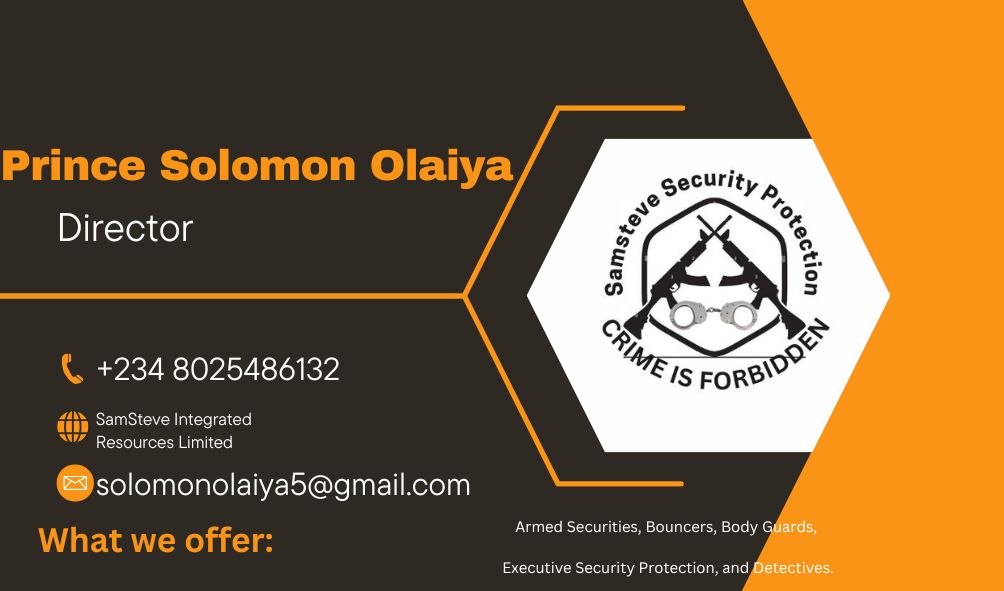 Prince Solomon Olaiya
Director
Samsteve Security Protection
CRIME IS FORBIDDEN
+234 8025486132
SamSteve Integrated
Resources Limited
solomonolaiya5@gmail.com
What we offer:
Armed Securities, Bouncers, Body Guards,
Executive Security Protection, and Detectives.